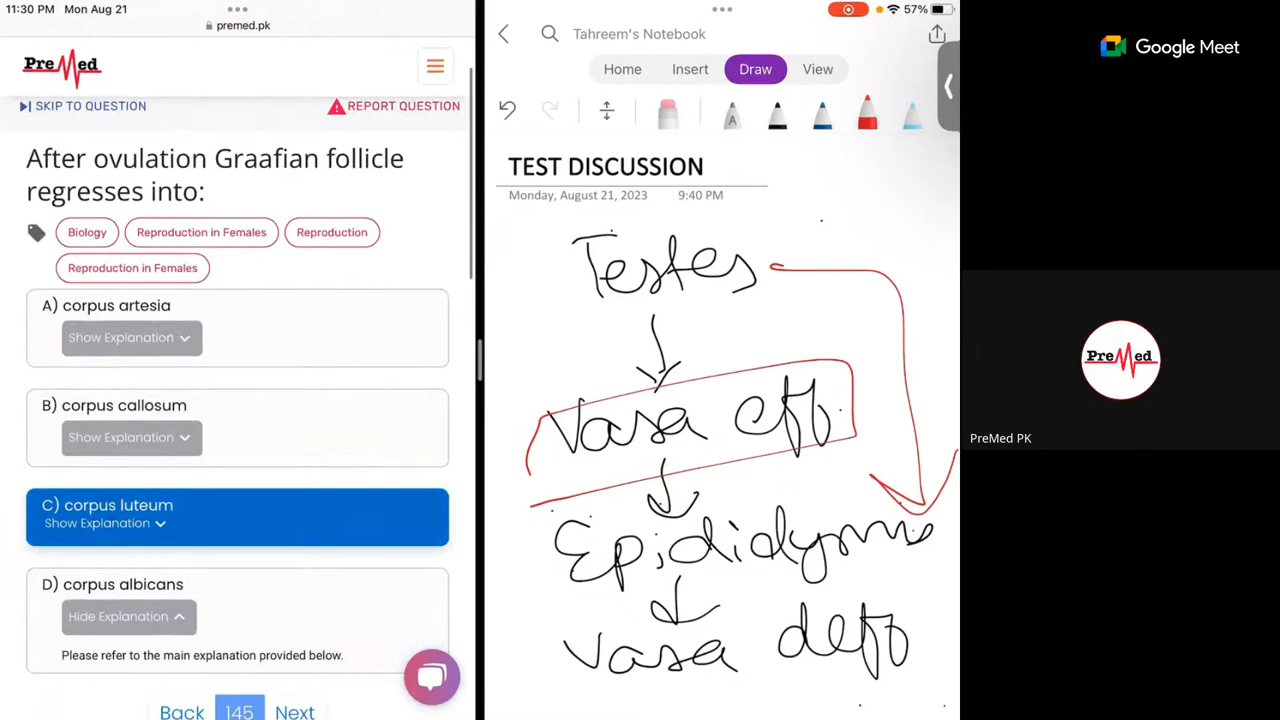 11:30 PM Mon Aug 21
premed.pk
PreMed
SKIP TO QUESTION
REPORT QUESTION
After ovulation Graafian follicle
regresses into:
Biology
Reproduction in Females
Reproduction
Reproduction in Females
A) corpus artesia
Show Explanation
B) corpus callosum
Show Explanation
C) corpus luteum
Show Explanation
D) corpus albicans
Hide Explanation
Please refer to the main explanation provided below.
Back 145 Next
57%
Tahreem's Notebook
Home Insert Draw View
A
TEST DISCUSSION
Monday, August 21, 2023 9:40 PM
Testes
Vasa eff.
Epididymis
Vasa deff
Google Meet
PreMed
PreMed PK